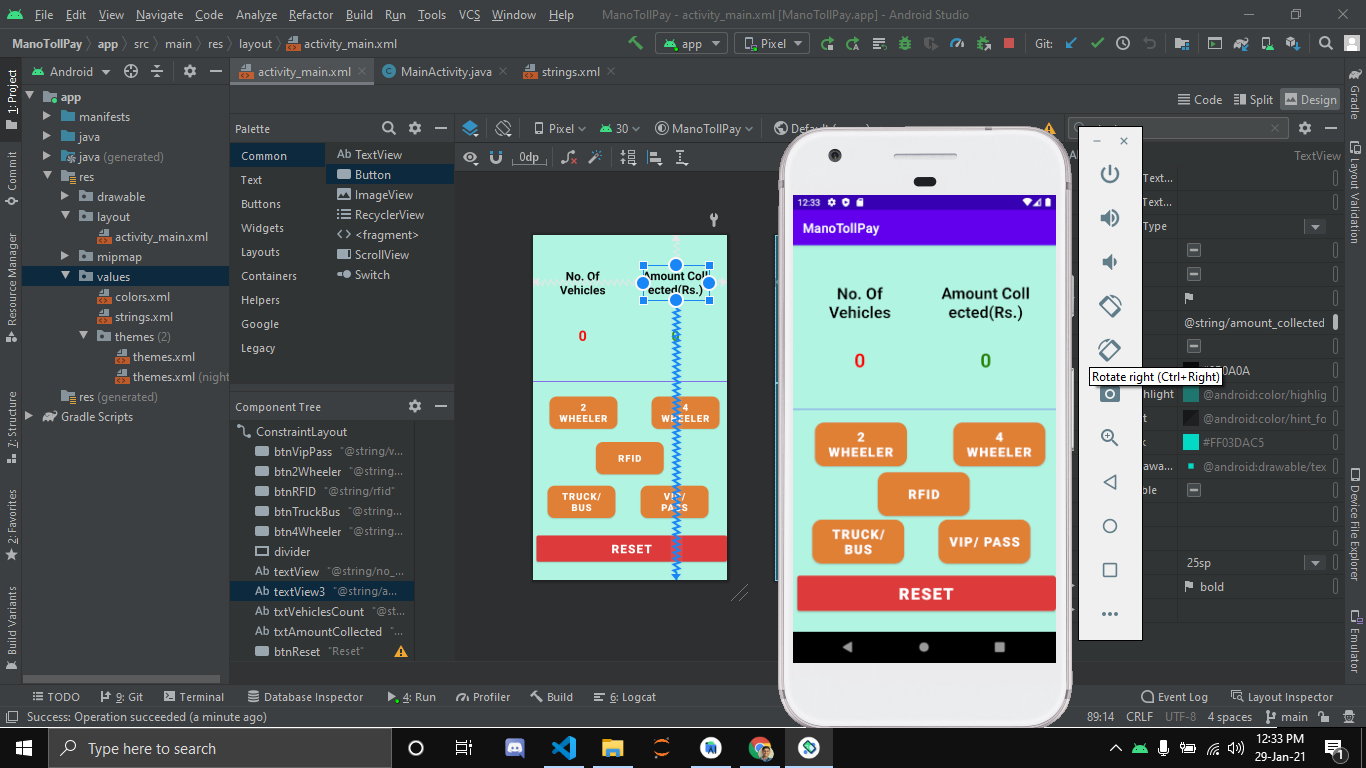 File Edit View Navigate Code Analyze Refactor Build Run Tools VCS Window Help ManoTollPay - activity_main.xml [ManoTollPay.app] - Android Studio
ManoTollPay app src main res layout activity_main.xml app Pixel Git:
Android activity_main.xml MainActivity.java strings.xml
1: Project
Commit
Resource Manager
7: Structure
2: Favorites
Build Variants
app
manifests
java
java (generated)
res
drawable
layout
activity_main.xml
mipmap
values
colors.xml
strings.xml
themes (2)
themes.xml
themes.xml (night
res (generated)
Gradle Scripts
Code Split Design
Palette
Common
Text
Buttons
Widgets
Layouts
Containers
Helpers
Google
Legacy
Ab TextView
Button
ImageView
RecyclerView
<fragment>
ScrollView
Switch
Component Tree
ConstraintLayout
btnVipPass "@string/v...
btn2Wheeler "@string...
btnRFID "@string/rfid"
btnTruckBus "@string...
btn4Wheeler "@string...
divider
Ab textView "@string/no_...
Ab textView3 "@string/a...
Ab txtVehiclesCount "@st...
Ab txtAmountCollected "...
btnReset "Reset"
Pixel 30 ManoTollPay
0dp
No. Of
Vehicles
Amount Coll
ected(Rs.)
0
2
WHEELER
4
WHEELER
RFID
TRUCK/
BUS
VIP/
PASS
RESET
12:33
ManoTollPay
No. Of
Vehicles
Amount Coll
ected(Rs.)
0 0
2
WHEELER
4
WHEELER
RFID
TRUCK/
BUS
VIP/ PASS
RESET
Rotate right (Ctrl+Right)
TextView
Text...
Text...
Type
@string/amount_collected
0A0A
hlight @android:color/highlig
@android:color/hint_fo
#FF03DAC5
awa... @android:drawable/tex
ble
25sp
bold
Gradle
Layout Validation
Device File Explorer
Emulator
TODO 9: Git Terminal Database Inspector 4: Run Profiler Build 6: Logcat Event Log Layout Inspector
Success: Operation succeeded (a minute ago) 89:14 CRLF UTF-8 4 spaces main
Type here to search
12:33 PM
29-Jan-21
1